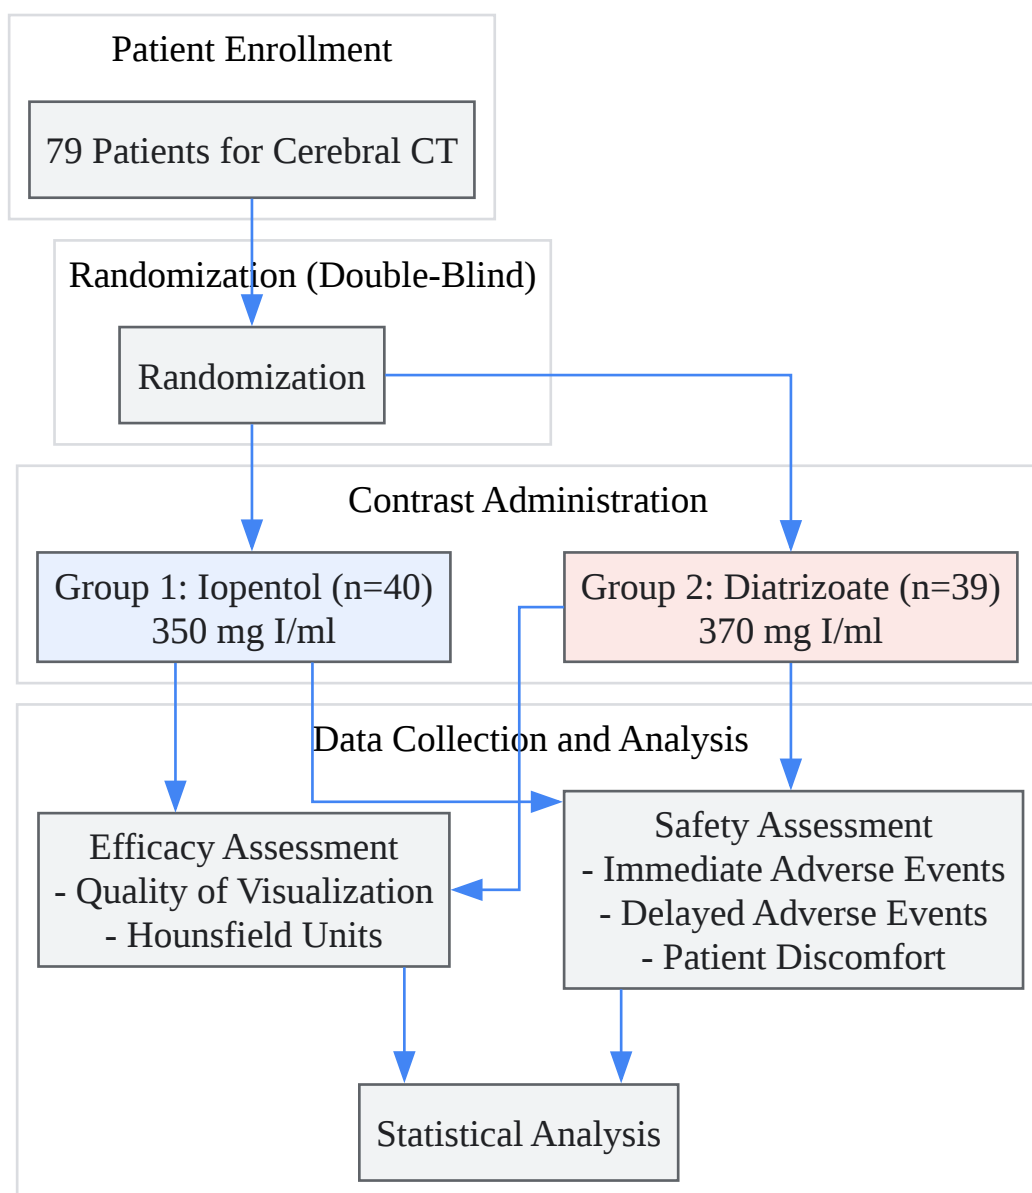 Patient Enrollment
79 Patients for Cerebral CT
Randomization (Double-Blind)
Randomization
Contrast Administration
Group 1: Iopentol (n=40)
350 mg I/ml
Group 2: Diatrizoate (n=39)
370 mg I/ml
Data Collection and Analysis
Efficacy Assessment
- Quality of Visualization
- Hounsfield Units
Safety Assessment
- Immediate Adverse Events
- Delayed Adverse Events
- Patient Discomfort
Statistical Analysis